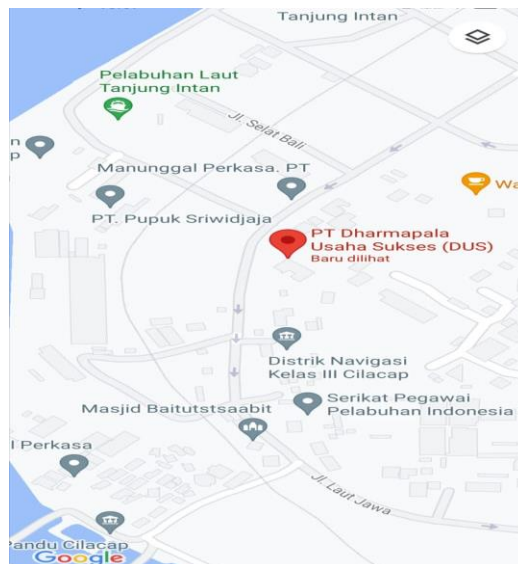 Tanjung Intan
Pelabuhan Laut
Tanjung Intan
Jl. Selat Bali
n
p
Manunggal Perkasa. PT
Wa
PT. Pupuk Sriwidjaja
PT Dharmapala
Usaha Sukses (DUS)
Baru dilihat
Distrik Navigasi
Kelas III Cilacap
Serikat Pegawai
Pelabuhan Indonesia
Masjid Baitutstsaabit
l Perkasa
Jl. Laut Jawa
Pandu Cilacap
Google